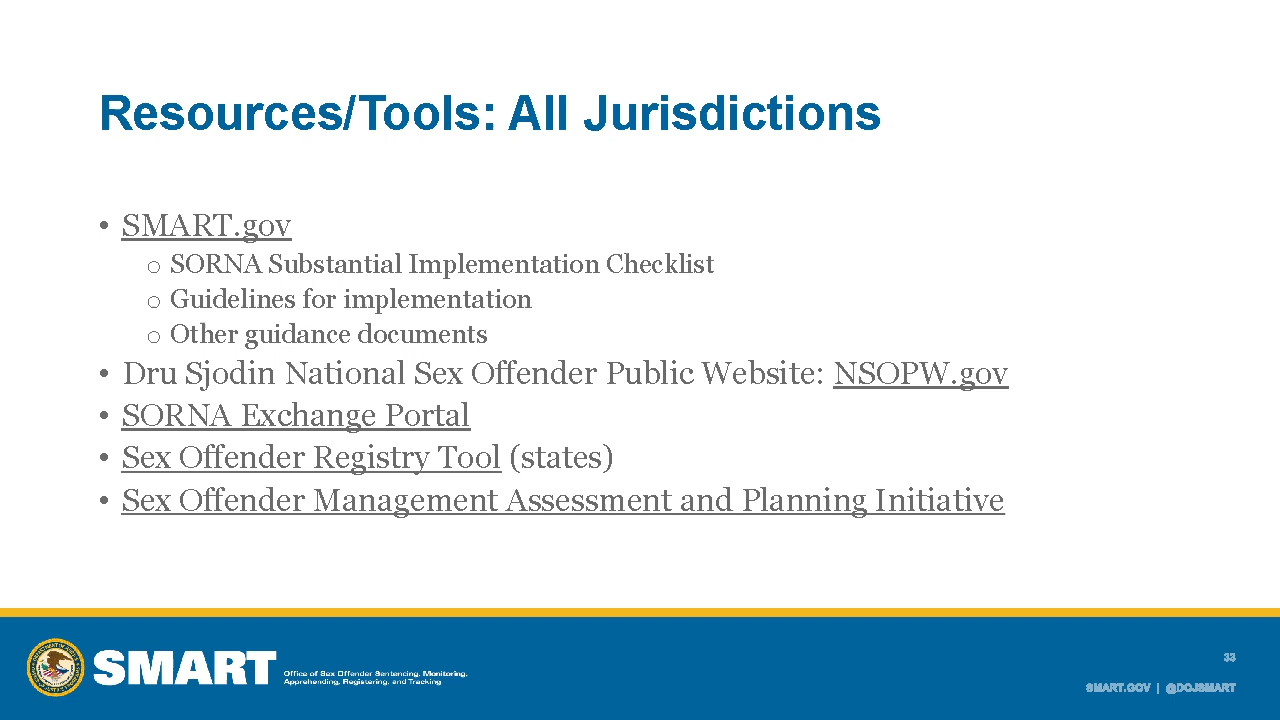 Resources/Tools: All Jurisdictions
• SMART.gov
o SORNA Substantial Implementation Checklist
o Guidelines for implementation
o Other guidance documents
• Dru Sjodin National Sex Offender Public Website: NSOPW.gov
• SORNA Exchange Portal
• Sex Offender Registry Tool (states)
• Sex Offender Management Assessment and Planning Initiative
SMART
Office of Sex Offender Sentencing, Monitoring,
Apprehending, Registering, and Tracking
33
SMART.GOV | @DOJSMART